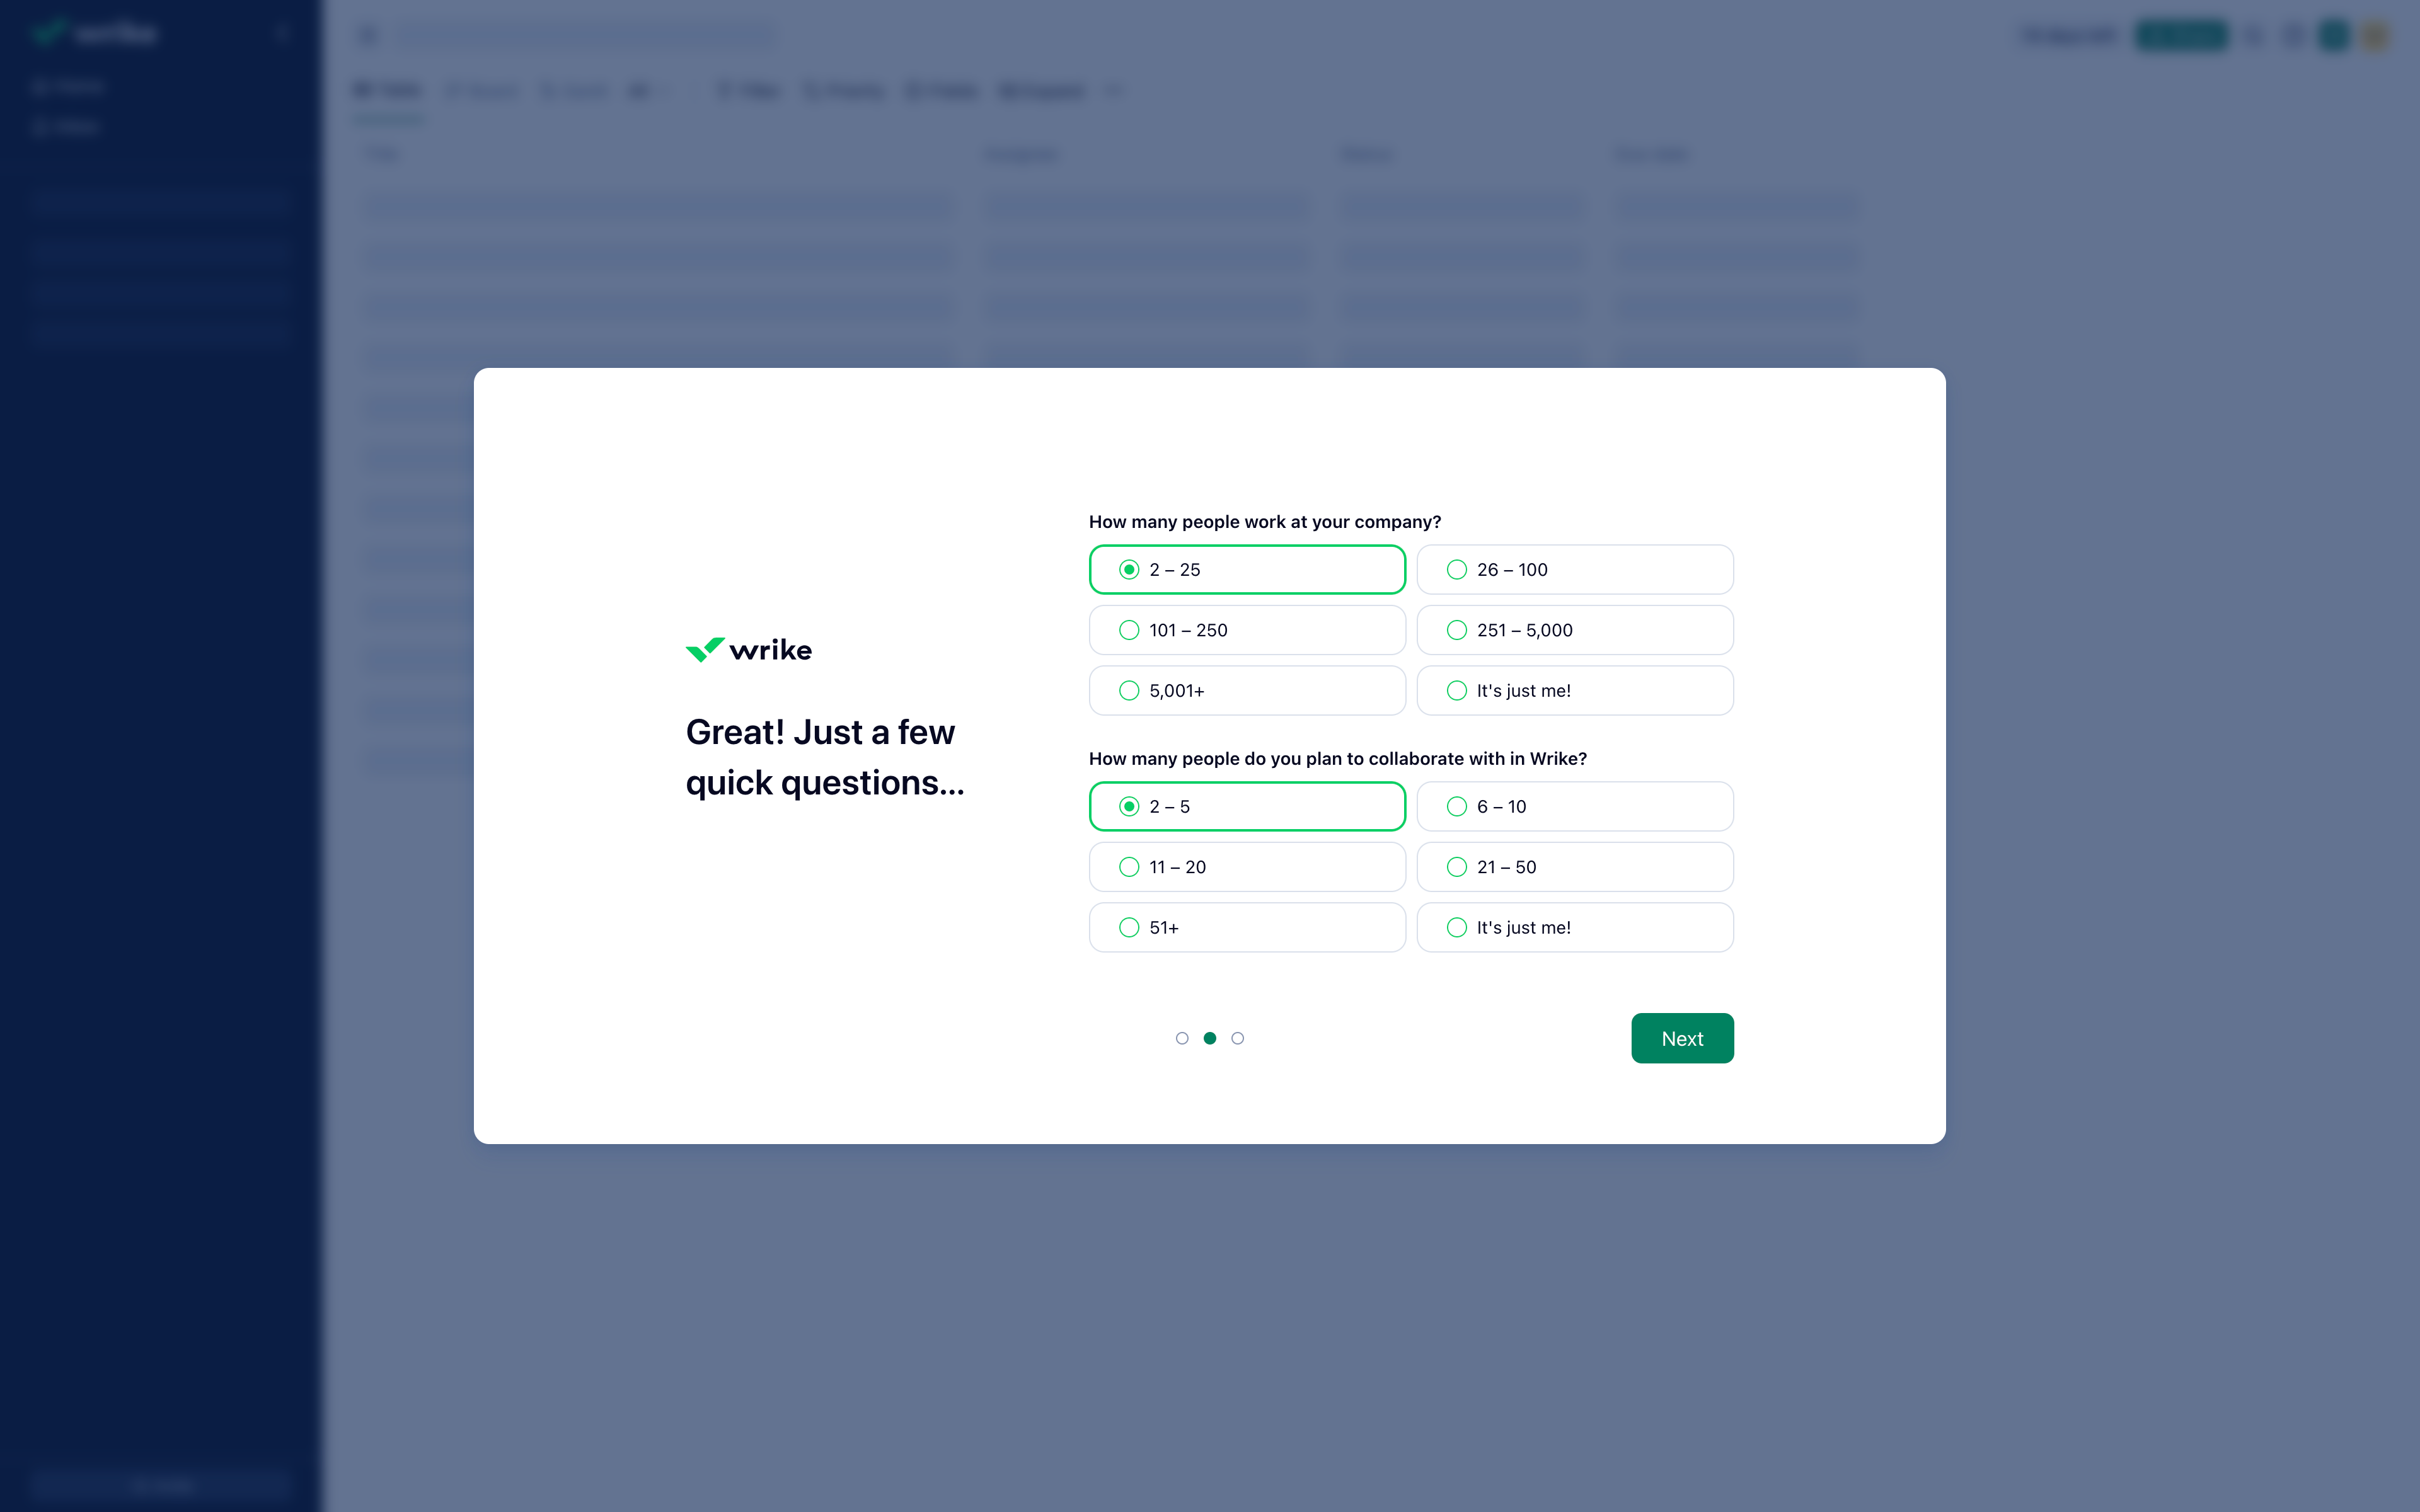 wrike
Great! Just a few
quick questions...
How many people work at your company?
2 – 25
26 – 100
101 – 250
251 – 5,000
5,001+
It's just me!
How many people do you plan to collaborate with in Wrike?
2 – 5
6 – 10
11 – 20
21 – 50
51+
It's just me!
Next